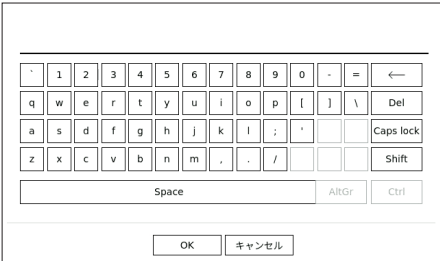 ` 1 2 3 4 5 6 7 8 9 0 - = ←
q w e r t y u i o p [ ] \ Del
a s d f g h j k l ; ' Caps lock
z x c v b n m , . / Shift
Space AltGr Ctrl
OK キャンセル